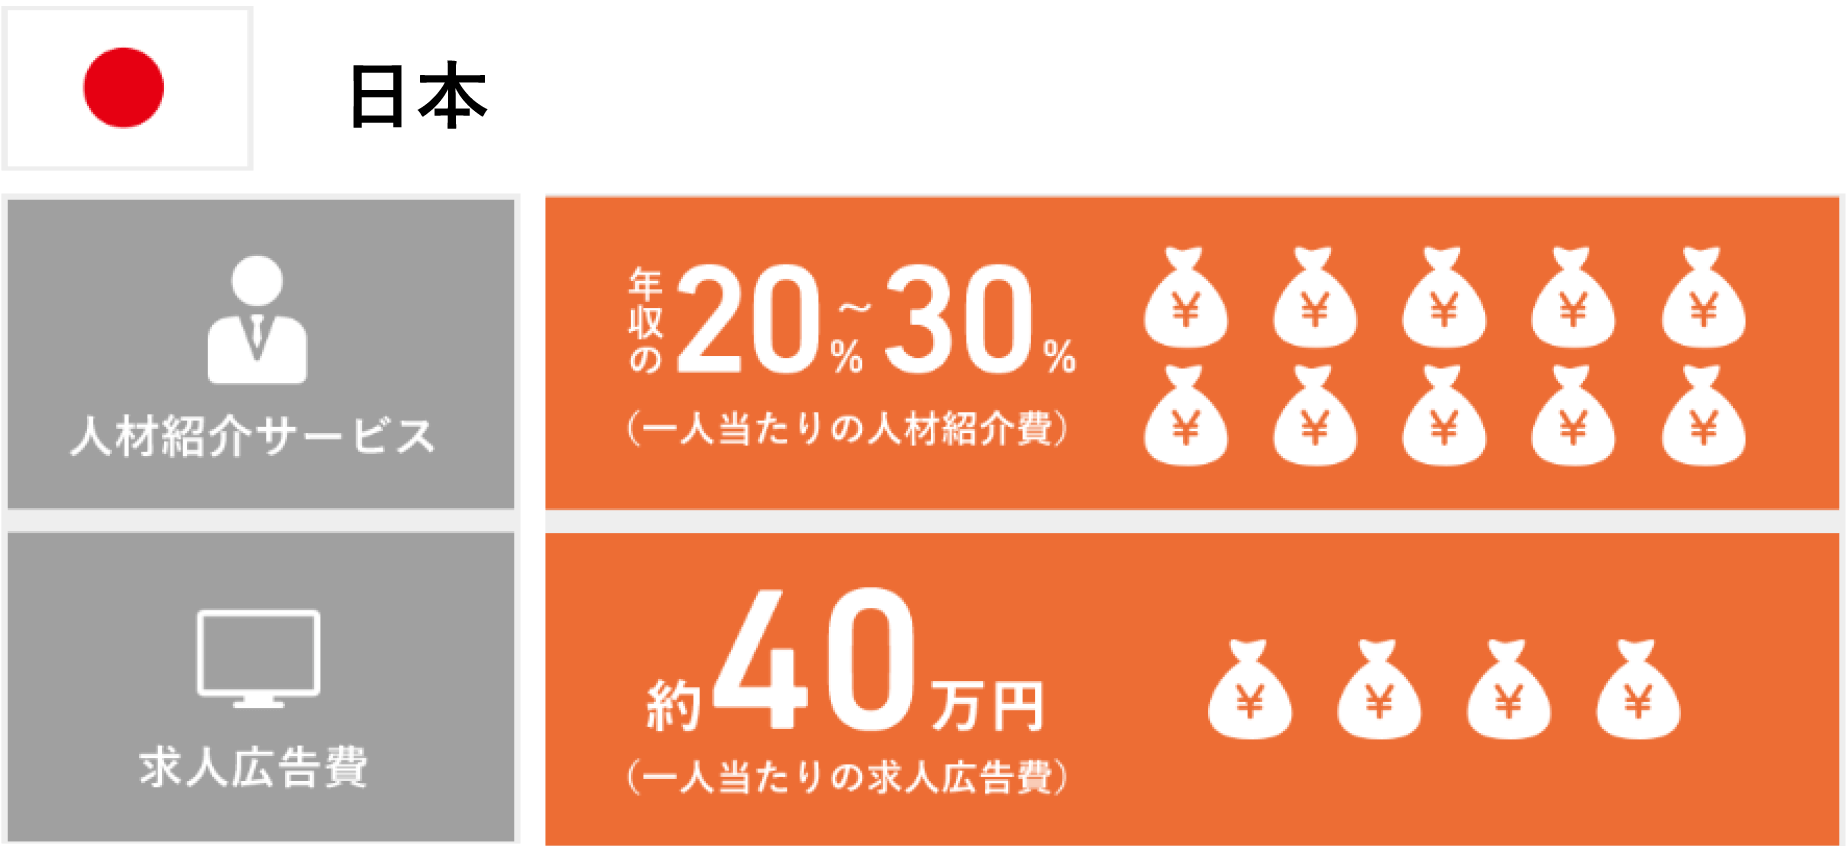 日本
人材紹介サービス
年収の20%~30%
(一人当たりの人材紹介費)
¥ ¥ ¥ ¥ ¥
¥ ¥ ¥ ¥ ¥
求人広告費
約40万円
(一人当たりの求人広告費)
¥ ¥ ¥ ¥